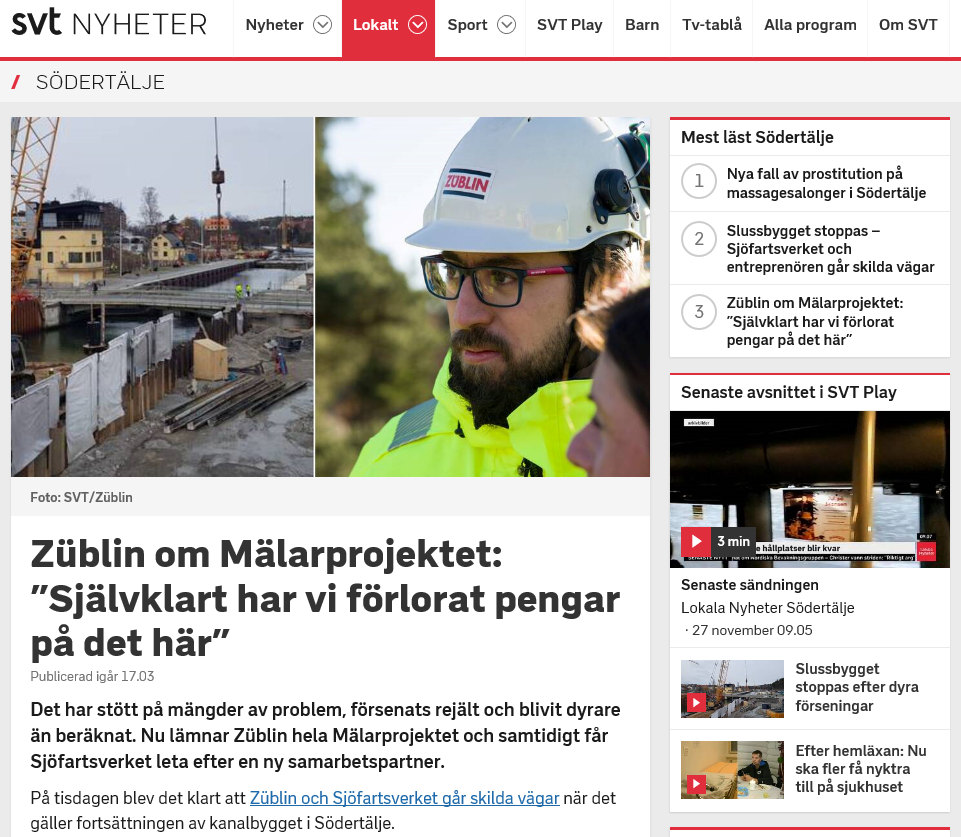 svt NYHETER
Nyheter
Lokalt
Sport
SVT Play
Barn
Tv-tablå
Alla program
Om SVT
/ SÖDERTÄLJE
ZÜBLIN
Foto: SVT/Züblin
Züblin om Mälarprojektet:
”Självklart har vi förlorat pengar
på det här”
Publicerad igår 17.03
Det har stött på mängder av problem, försenats rejält och blivit dyrare
än beräknat. Nu lämnar Züblin hela Mälarprojektet och samtidigt får
Sjöfartsverket leta efter en ny samarbetspartner.
På tisdagen blev det klart att Züblin och Sjöfartsverket går skilda vägar när det
gäller fortsättningen av kanalbygget i Södertälje.
Mest läst Södertälje
1
Nya fall av prostitution på
massagesalonger i Södertälje
2
Slussbygget stoppas –
Sjöfartsverket och
entreprenören går skilda vägar
3
Züblin om Mälarprojektet:
”Självklart har vi förlorat
pengar på det här”
Senaste avsnittet i SVT Play
3 min
e hållplatser blir kvar
09.07
Senaste sändningen
Lokala Nyheter Södertälje
· 27 november 09.05
Slussbygget
stoppas efter dyra
förseningar
Efter hemläxan: Nu
ska fler få nyktra
till på sjukhuset